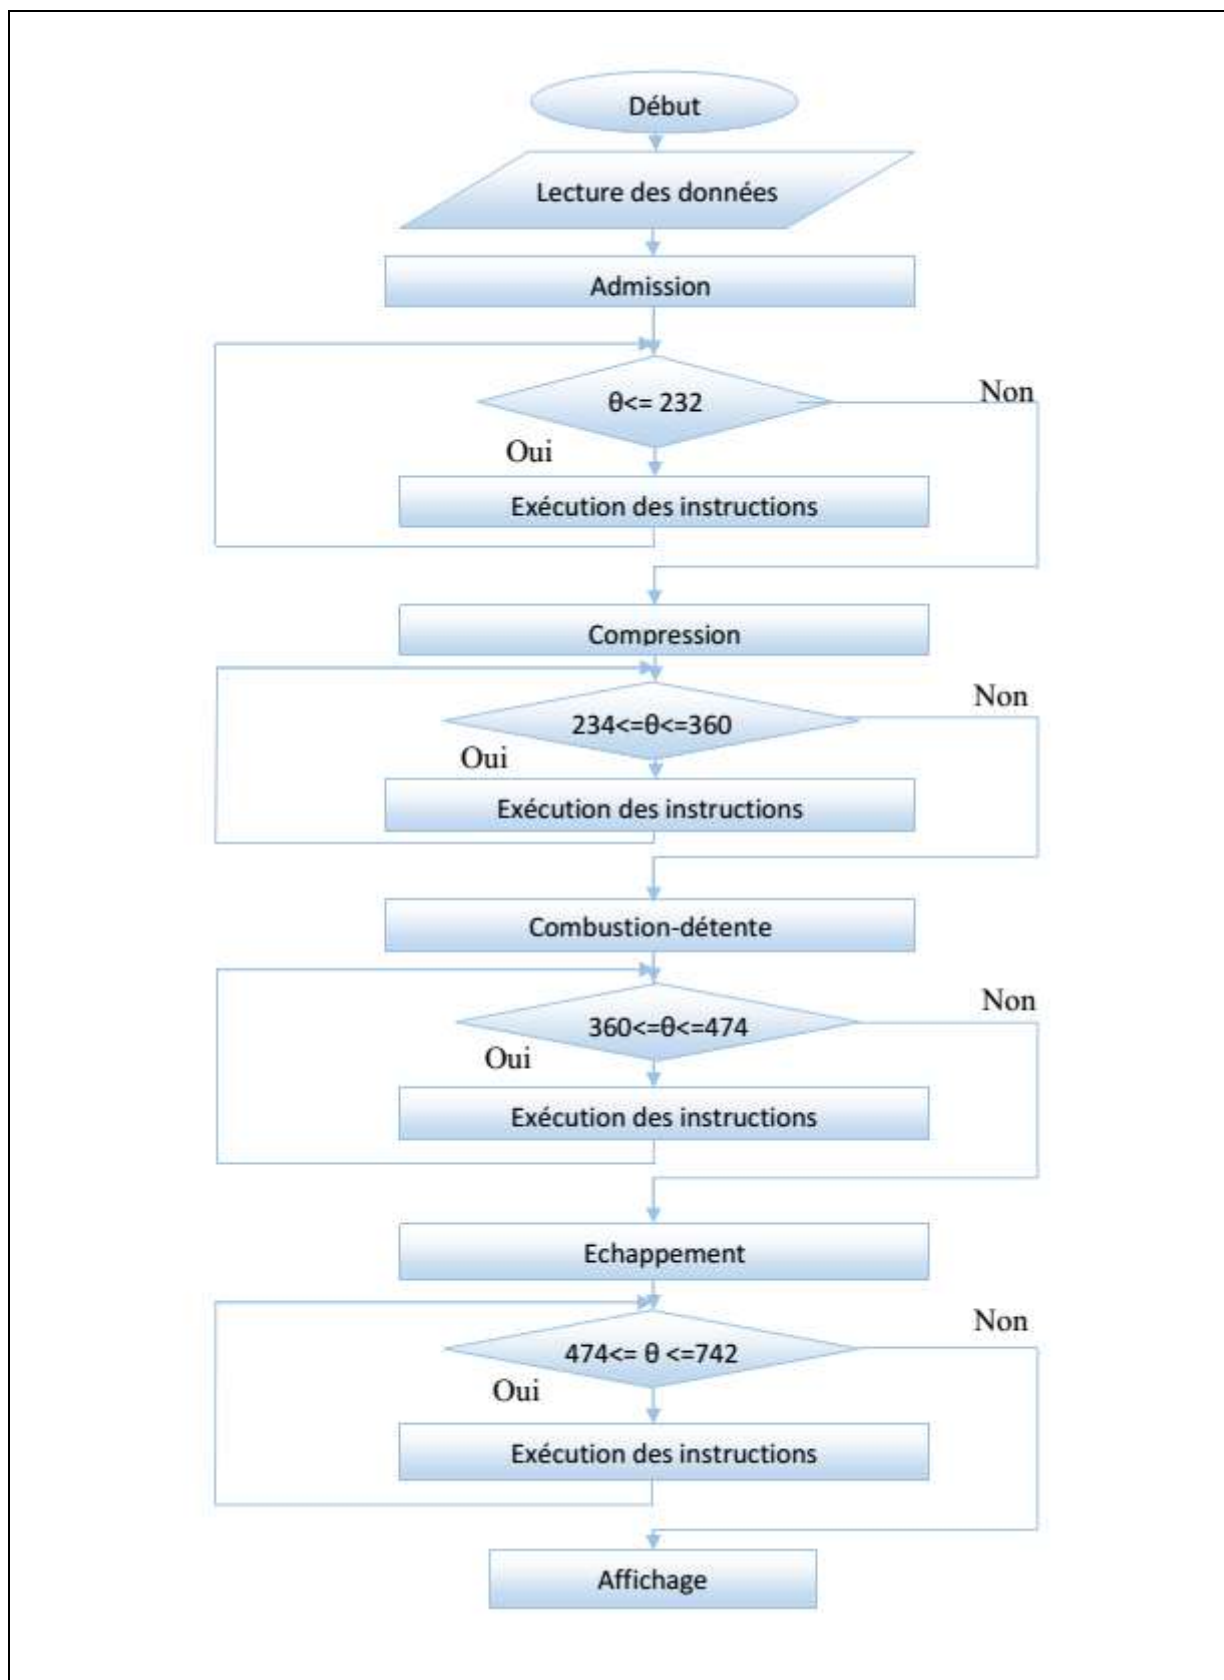 Début
Lecture des données
Admission
θ<= 232
Non
Oui
Exécution des instructions
Compression
234<=θ<=360
Non
Oui
Exécution des instructions
Combustion-détente
360<=θ<=474
Non
Oui
Exécution des instructions
Echappement
474<= θ <=742
Non
Oui
Exécution des instructions
Affichage